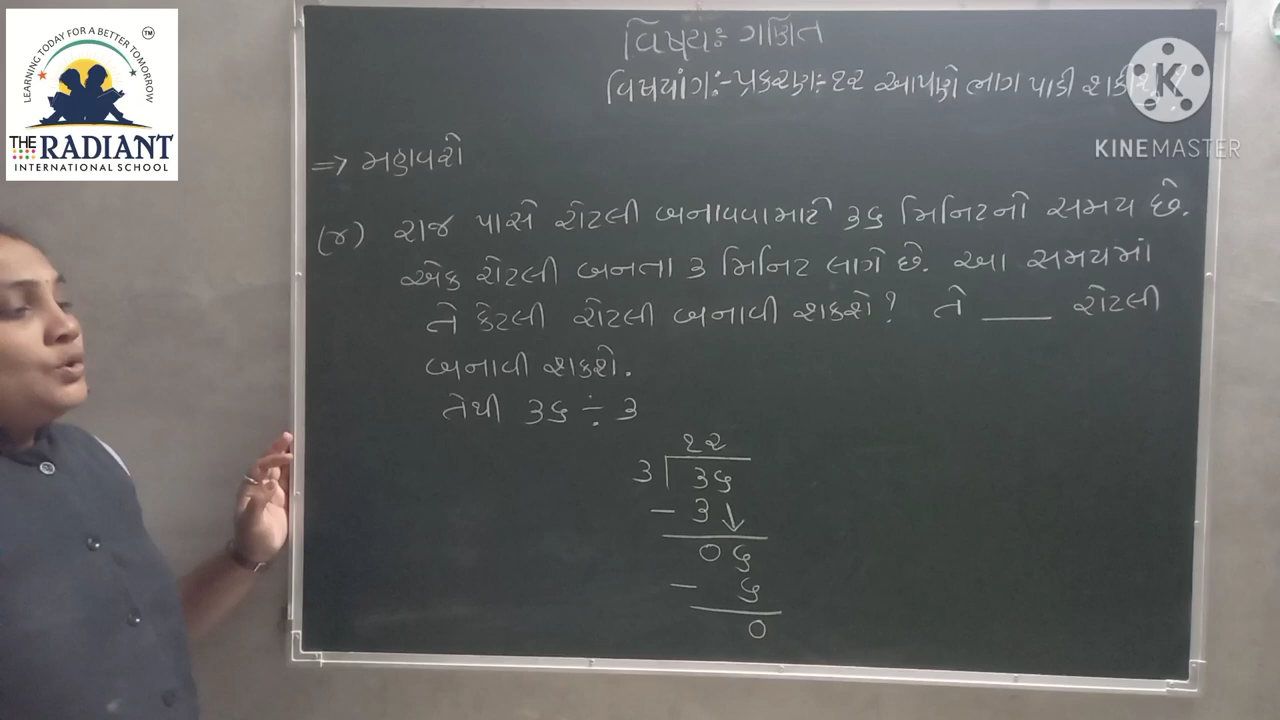 LEARNING TODAY FOR A BETTER TOMORROW
TM
THE RADIANT
INTERNATIONAL SCHOOL
વિષય:- ગણિત
વિષયાંગ:- પ્રકરણ:- ૧૨ આપણે ભાગ પાડી શકીશું?
K
KINEMASTER
=> મહાવરો
(૪) રાજ પાસે રોટલી બનાવવામાટે ૩૬ મિનિટનો સમય છે.
એક રોટલી બનતા ૩ મિનિટ લાગે છે. આ સમયમાં
તે કેટલી રોટલી બનાવી શકશે? તે ___ રોટલી
બનાવી શકશે.
તેથી ૩૬ ÷ ૩
૧૨
૩ ૩૬
- ૩ ↓
૦૬
- ૬
૦